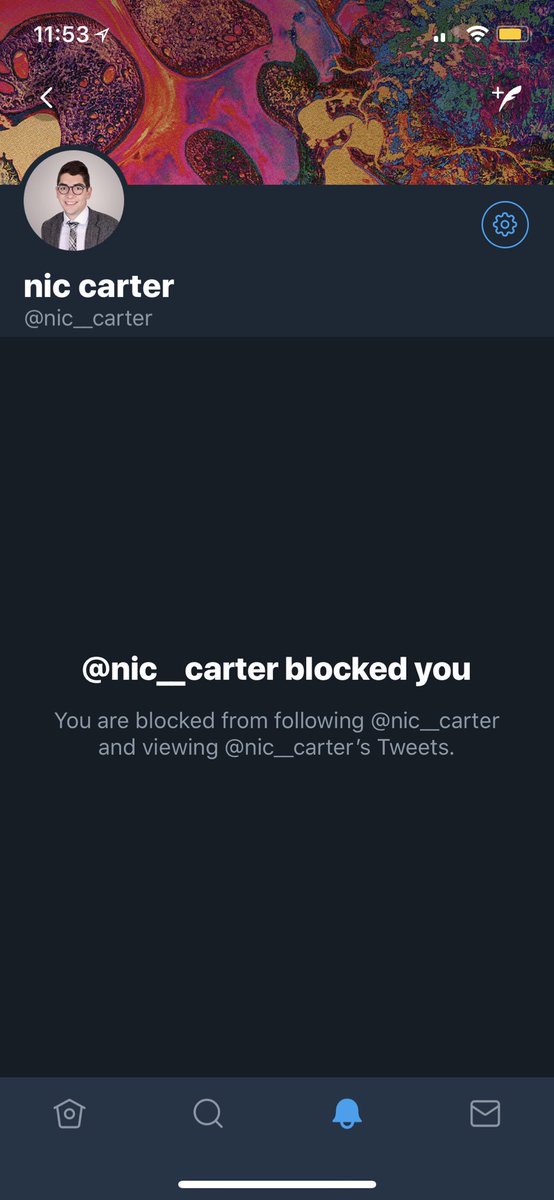 11:53
nic carter
@nic__carter
@nic__carter blocked you
You are blocked from following @nic__carter
and viewing @nic__carter's Tweets.